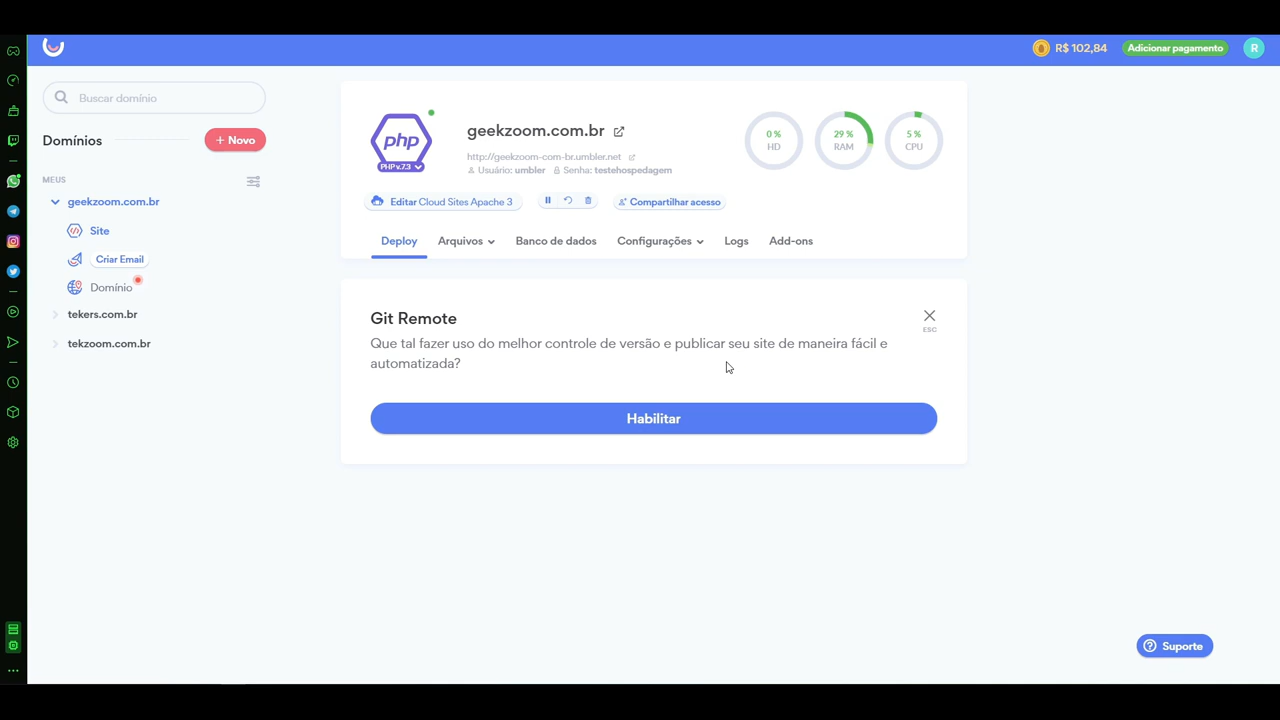 R$ 102,84
Adicionar pagamento
R
Buscar domínio
Domínios
+ Novo
MEUS
geekzoom.com.br
Site
Criar Email
Domínio
tekers.com.br
tekzoom.com.br
php
PHP v.7.3
geekzoom.com.br
http://geekzoom-com-br.umbler.net
Usuário: umbler
Senha: testehospedagem
0 %
HD
29 %
RAM
5 %
CPU
Editar Cloud Sites Apache 3
Compartilhar acesso
Deploy
Arquivos
Banco de dados
Configurações
Logs
Add-ons
Git Remote
ESC
Que tal fazer uso do melhor controle de versão e publicar seu site de maneira fácil e
automatizada?
Habilitar
Suporte